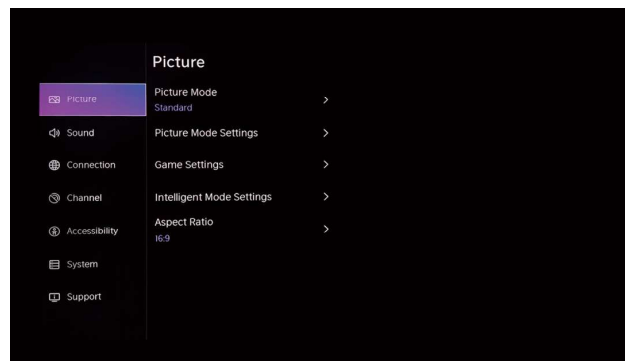 Picture
Picture
Sound
Connection
Channel
Accessibility
System
Support
Picture Mode
Standard
Picture Mode Settings
Game Settings
Intelligent Mode Settings
Aspect Ratio
16:9